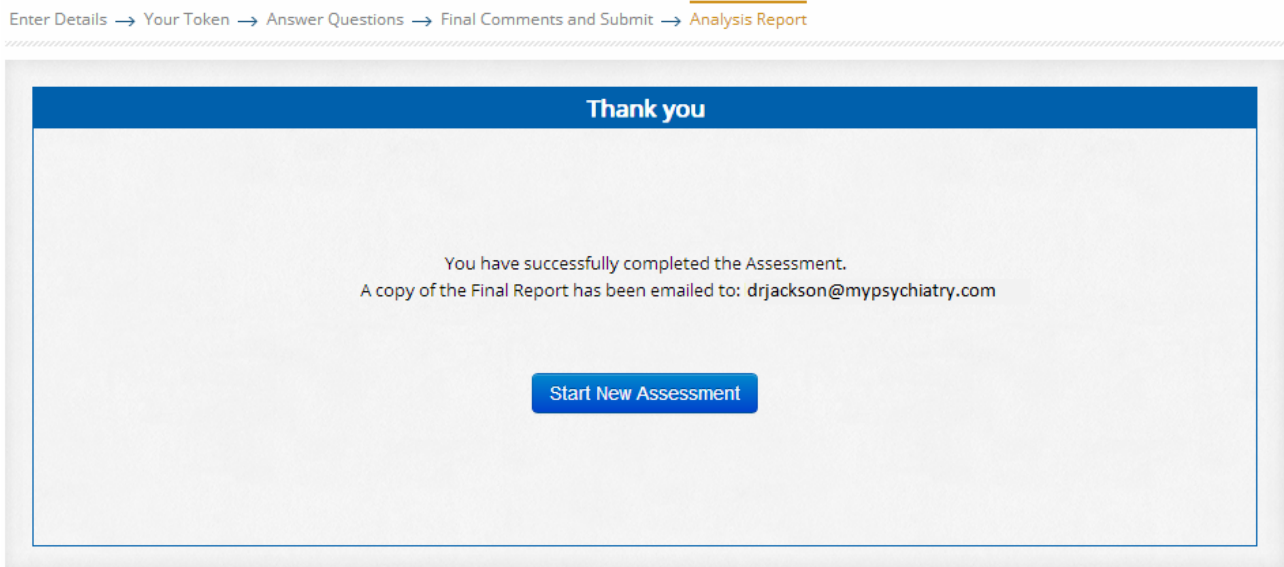 Enter Details → Your Token → Answer Questions → Final Comments and Submit → Analysis Report
Thank you
You have successfully completed the Assessment.
A copy of the Final Report has been emailed to: drjackson@mypsychiatry.com
Start New Assessment